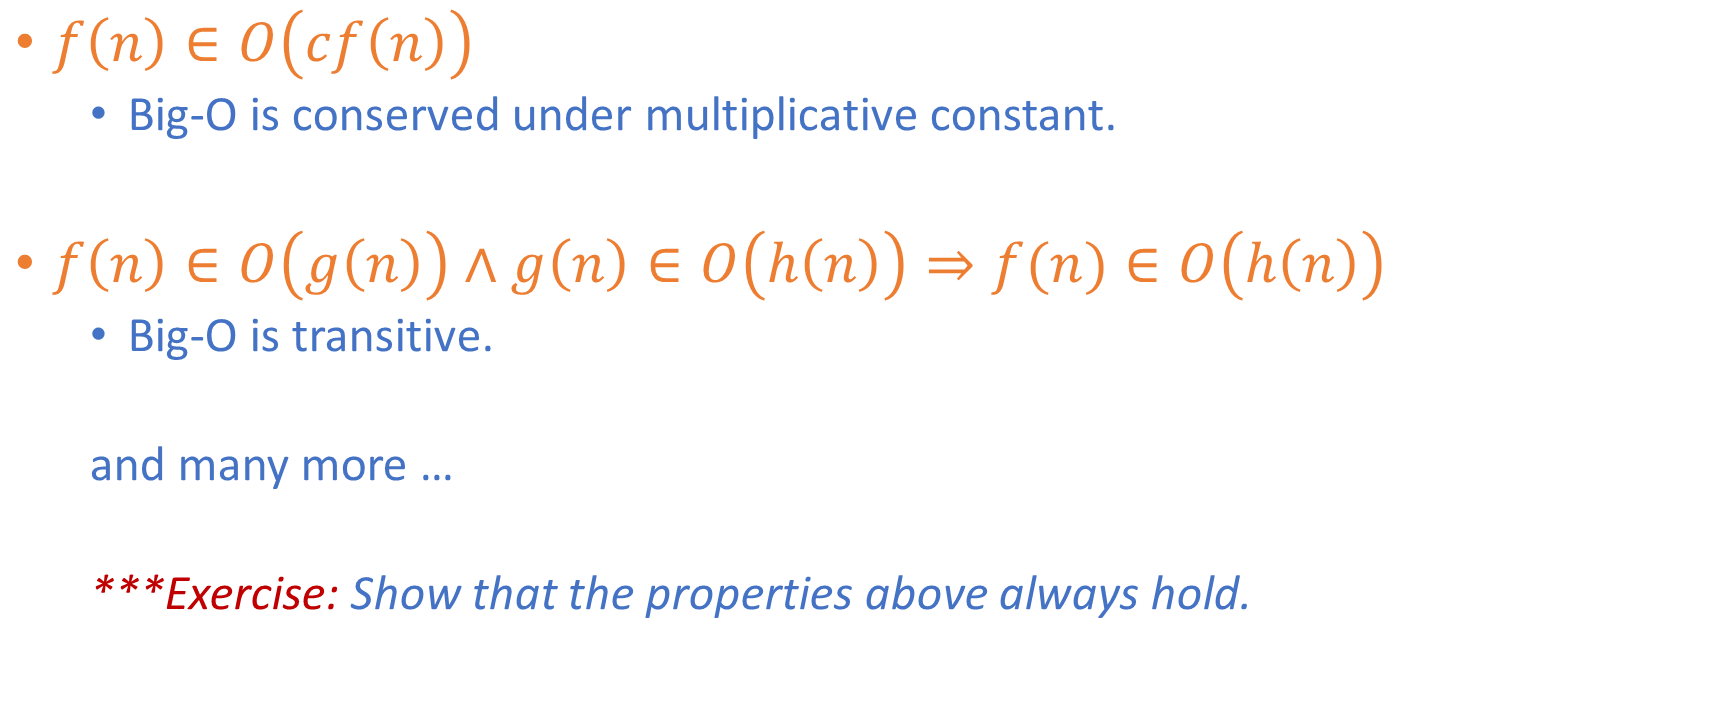 • f(n) ∈ O(cf(n))
• Big-O is conserved under multiplicative constant.
• f(n) ∈ O(g(n)) ∧ g(n) ∈ O(h(n)) ⇒ f(n) ∈ O(h(n))
• Big-O is transitive.
and many more …
***Exercise: Show that the properties above always hold.